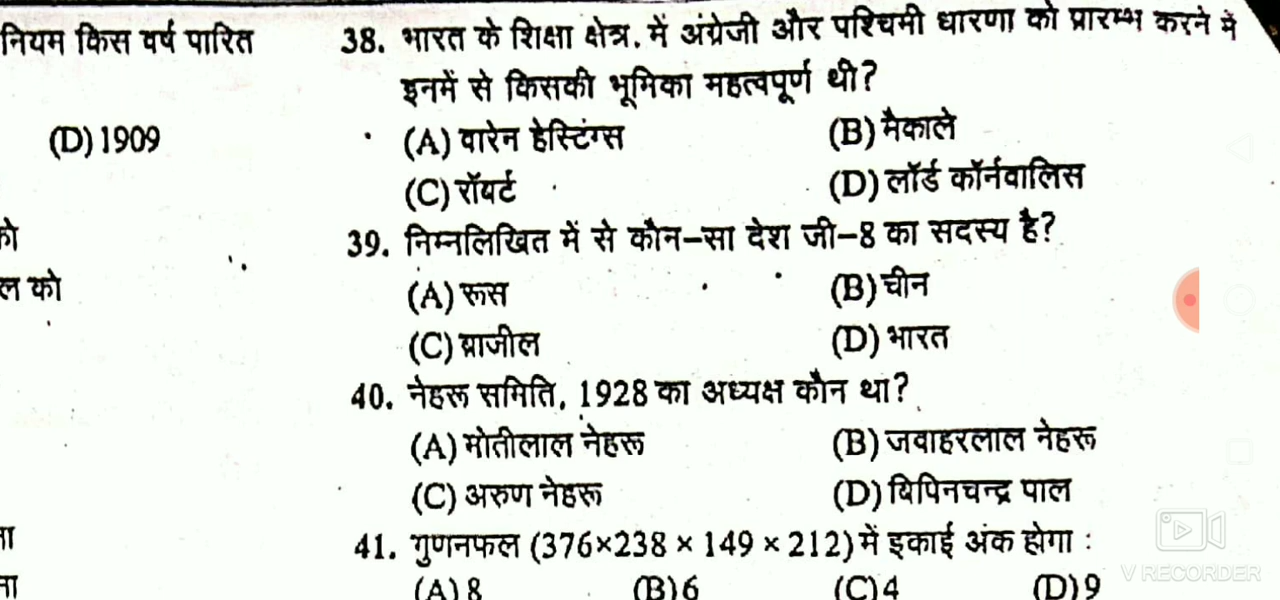 नियम किस वर्ष पारित
(D) 1909
को
ल को
38. भारत के शिक्षा क्षेत्र. में अंग्रेजी और पश्चिमी धारणा को प्रारम्भ करने में
इनमें से किसकी भूमिका महत्वपूर्ण थी?
(A) वारेन हेस्टिंग्स (B) मैकाले
(C) रॉबर्ट (D) लॉर्ड कॉर्नवालिस
39. निम्नलिखित में से कौन-सा देश जी-8 का सदस्य है?
(A) रूस (B) चीन
(C) ब्राजील (D) भारत
40. नेहरू समिति, 1928 का अध्यक्ष कौन था?
(A) मोतीलाल नेहरू (B) जवाहरलाल नेहरू
(C) अरुण नेहरू (D) बिपिनचन्द्र पाल
41. गुणनफल (376×238 × 149 × 212) में इकाई अंक होगा :
(A) 8 (B) 6 (C) 4 (D) 9
V RECORDER